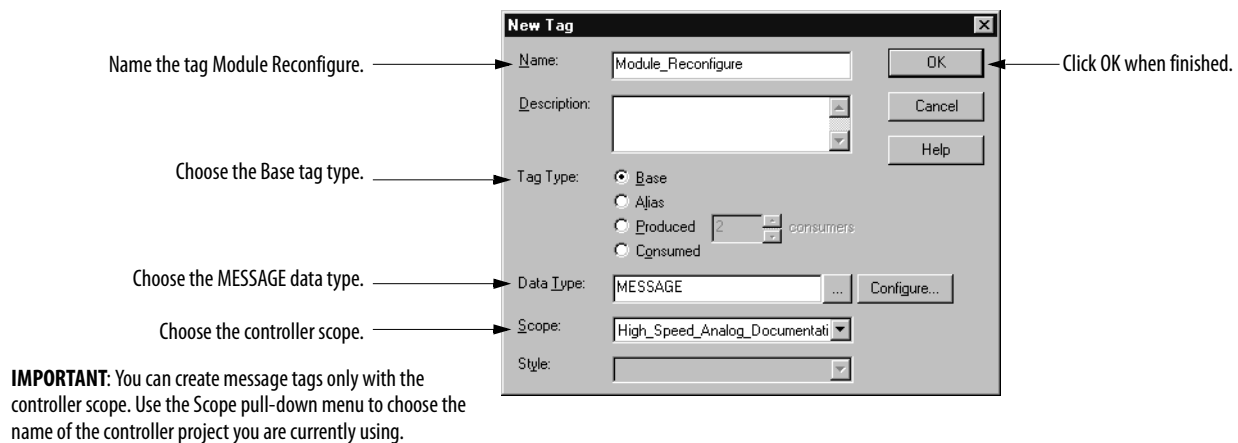 New Tag
Name the tag Module Reconfigure.
Name:
Module_Reconfigure
OK
Click OK when finished.
Description:
Cancel
Help
Choose the Base tag type.
Tag Type:
Base
Alias
Produced
2
consumers
Consumed
Choose the MESSAGE data type.
Data Type:
MESSAGE
...
Configure...
Choose the controller scope.
Scope:
High_Speed_Analog_Documentati
Style:
IMPORTANT: You can create message tags only with the
controller scope. Use the Scope pull-down menu to choose the
name of the controller project you are currently using.